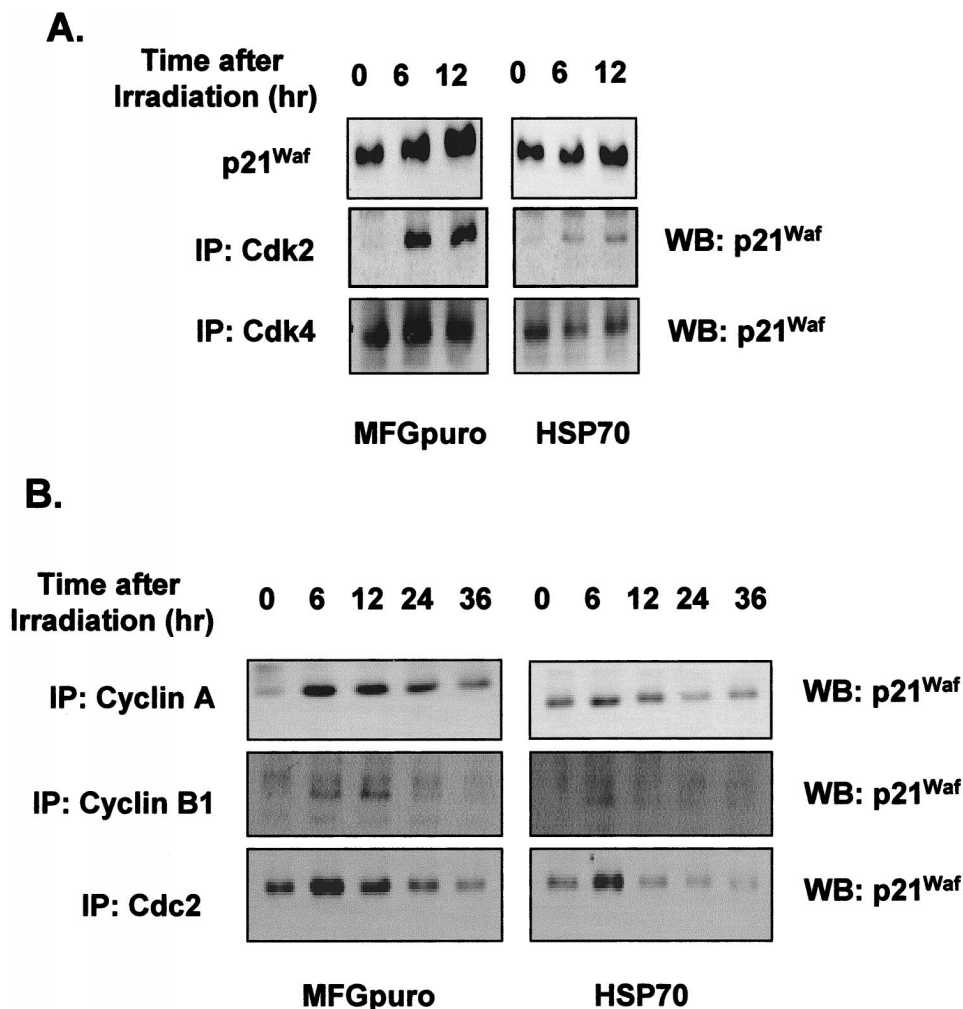 A.
Time after
Irradiation (hr)
0 6 12 0 6 12
p21Waf
IP: Cdk2 WB: p21Waf
IP: Cdk4 WB: p21Waf
MFGpuro HSP70
B.
Time after
Irradiation (hr)
0 6 12 24 36 0 6 12 24 36
IP: Cyclin A WB: p21Waf
IP: Cyclin B1 WB: p21Waf
IP: Cdc2 WB: p21Waf
MFGpuro HSP70